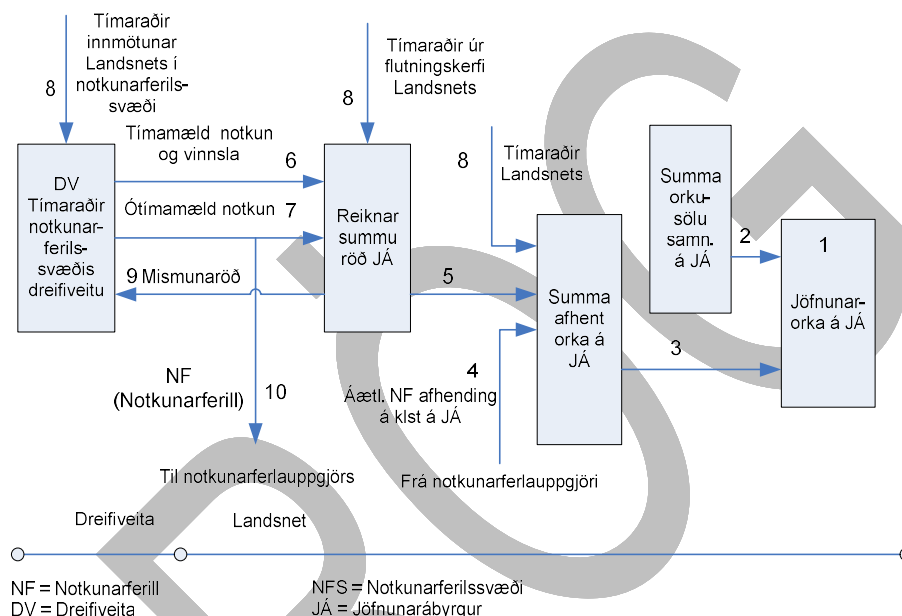 Tímaraðir
innmötunar
Landsnets í
notkunarferils-
svæði
8
Tímaraðir úr
flutningskerfi
Landsnets
8
Tímamæld notkun
og vinnsla
6
8
Tímaraðir
Landsnets
DV
Tímaraðir
notkunar-
ferils-
svæðis
dreifiveitu
Ótímamæld notkun 7
Reiknar
summu
röð JÁ
Summa
orku-
sölu
samn.
á JÁ
2
1
Jöfnunar-
orka á JÁ
9 Mismunaröð
5
Summa
afhent
orka á
JÁ
3
4
Áætl. NF afhending
á klst á JÁ
NF
(Notkunarferill)
10
Til notkunarferlauppgjörs
Frá notkunarferlauppgjöri
Dreifiveita
Landsnet
NF = Notkunarferill
DV = Dreifiveita
NFS = Notkunarferilssvæði
JÁ = Jöfnunarábyrgur